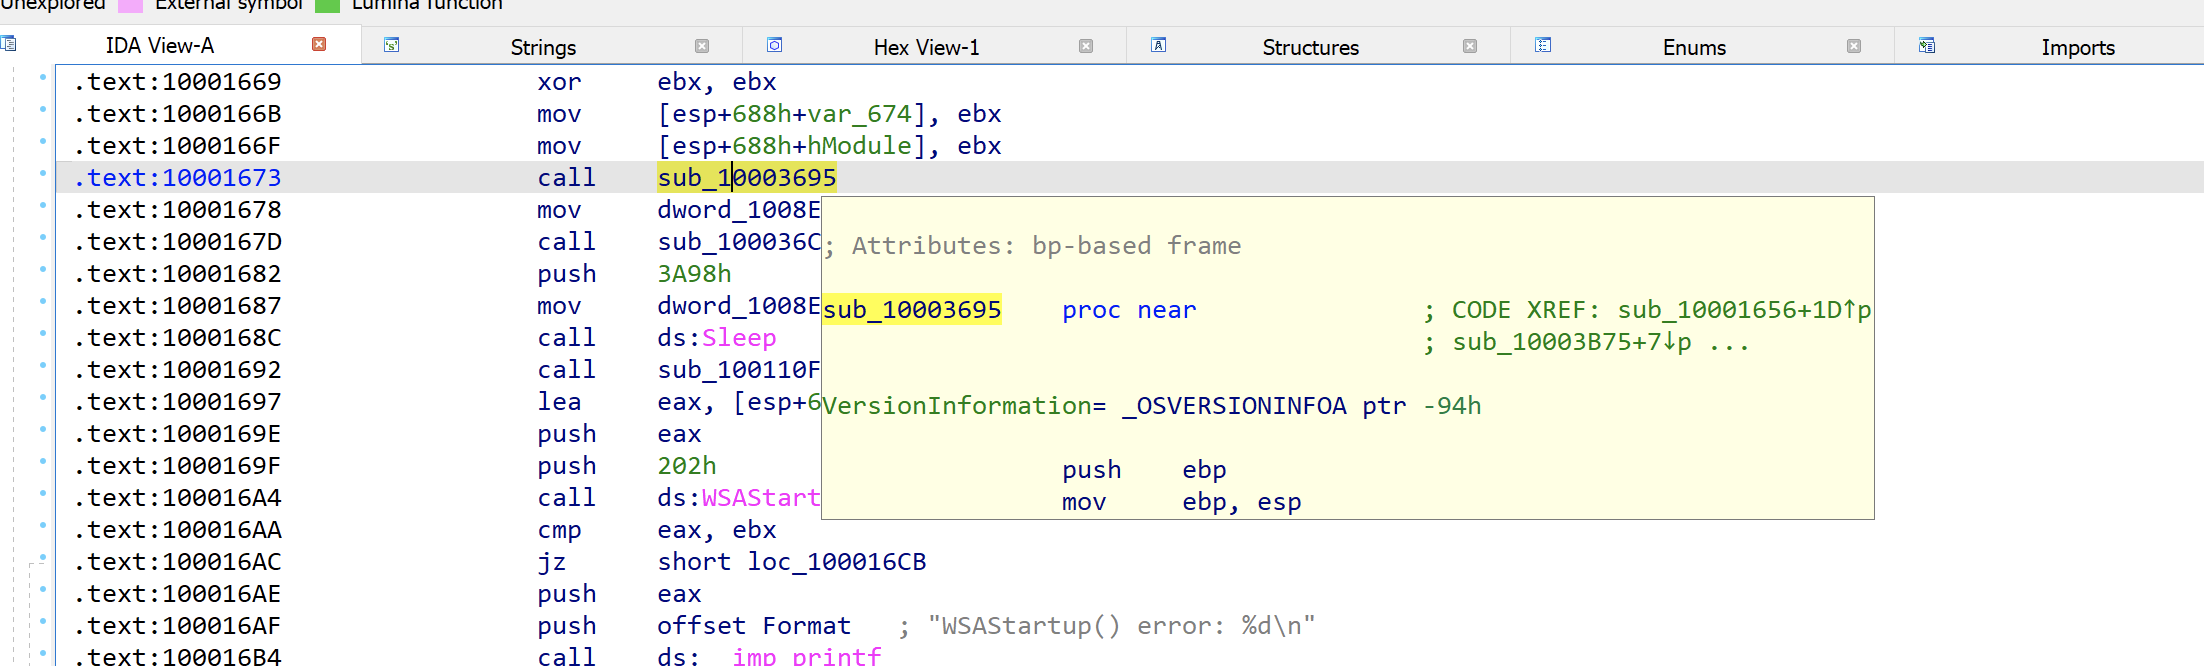 Unexplored External symbol Lumina function
IDA View-A Strings Hex View-1 Structures Enums Imports
.text:10001669 xor ebx, ebx
.text:1000166B mov [esp+688h+var_674], ebx
.text:1000166F mov [esp+688h+hModule], ebx
.text:10001673 call sub_10003695
.text:10001678 mov dword_1008E
.text:1000167D call sub_100036C
; Attributes: bp-based frame
.text:10001682 push 3A98h
.text:10001687 mov dword_1008E
sub_10003695 proc near ; CODE XREF: sub_10001656+1D↑p
.text:1000168C call ds:Sleep
; sub_10003B75+7↓p ...
.text:10001692 call sub_100110F
.text:10001697 lea eax, [esp+6
VersionInformation= _OSVERSIONINFOA ptr -94h
.text:1000169E push eax
.text:1000169F push 202h
push ebp
.text:100016A4 call ds:WSAStart
mov ebp, esp
.text:100016AA cmp eax, ebx
.text:100016AC jz short loc_100016CB
.text:100016AE push eax
.text:100016AF push offset Format ; "WSAStartup() error: %d\n"
.text:100016B4 call ds:__imp_printf